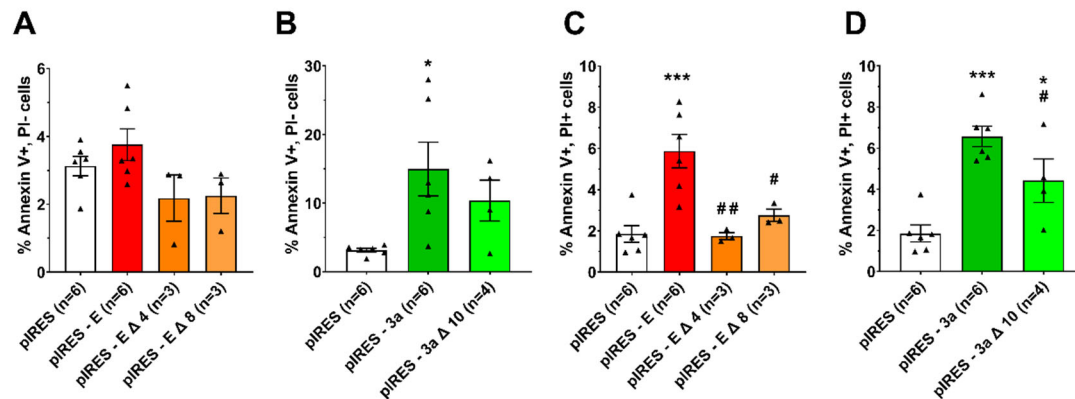 A
% Annexin V+, PI- cells
6
4
2
0
pIRES (n=6)
pIRES - E (n=6)
pIRES - E Δ 4 (n=3)
pIRES - E Δ 8 (n=3)
B
% Annexin V+, PI- cells
30
20
10
0
*
pIRES (n=6)
pIRES - 3a (n=6)
pIRES - 3a Δ 10 (n=4)
C
% Annexin V+, PI+ cells
10
8
6
4
2
0
***
##
#
pIRES (n=6)
pIRES - E (n=6)
pIRES - E Δ 4 (n=3)
pIRES - E Δ 8 (n=3)
D
% Annexin V+, PI+ cells
10
8
6
4
2
0
***
*
#
pIRES (n=6)
pIRES - 3a (n=6)
pIRES - 3a Δ 10 (n=4)